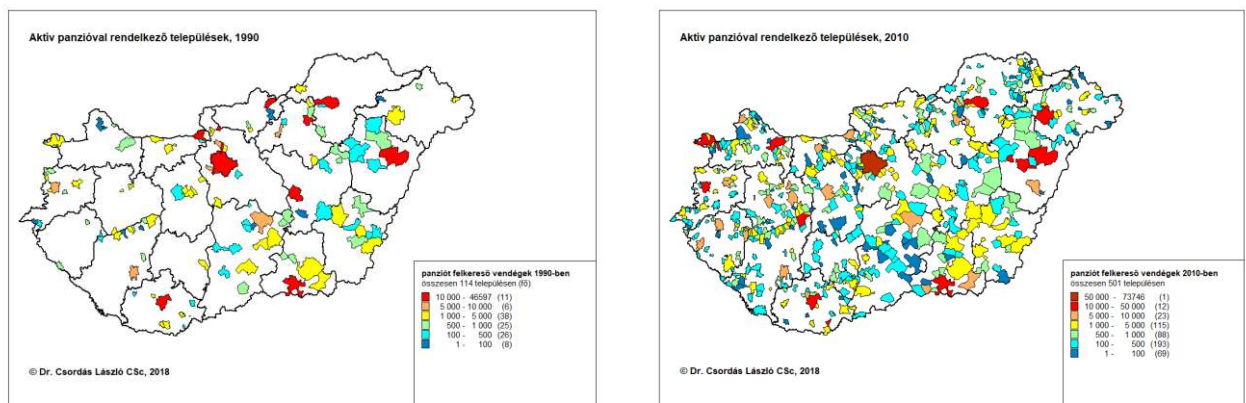 Aktív panzióval rendelkező települések, 1990
panziót felkereső vendégek 1990-ben
összesen 114 településen (fő)
10 000 - 46597 (11)
5 000 - 10 000 (6)
1 000 - 5 000 (38)
500 - 1 000 (25)
100 - 500 (26)
1 - 100 (8)
© Dr. Csordás László CSc, 2018
Aktív panzióval rendelkező települések, 2010
panziót felkereső vendégek 2010-ben
összesen 501 településen
50 000 - 73746 (1)
10 000 - 50 000 (12)
5 000 - 10 000 (23)
1 000 - 5 000 (115)
500 - 1 000 (88)
100 - 500 (193)
1 - 100 (69)
© Dr. Csordás László CSc, 2018